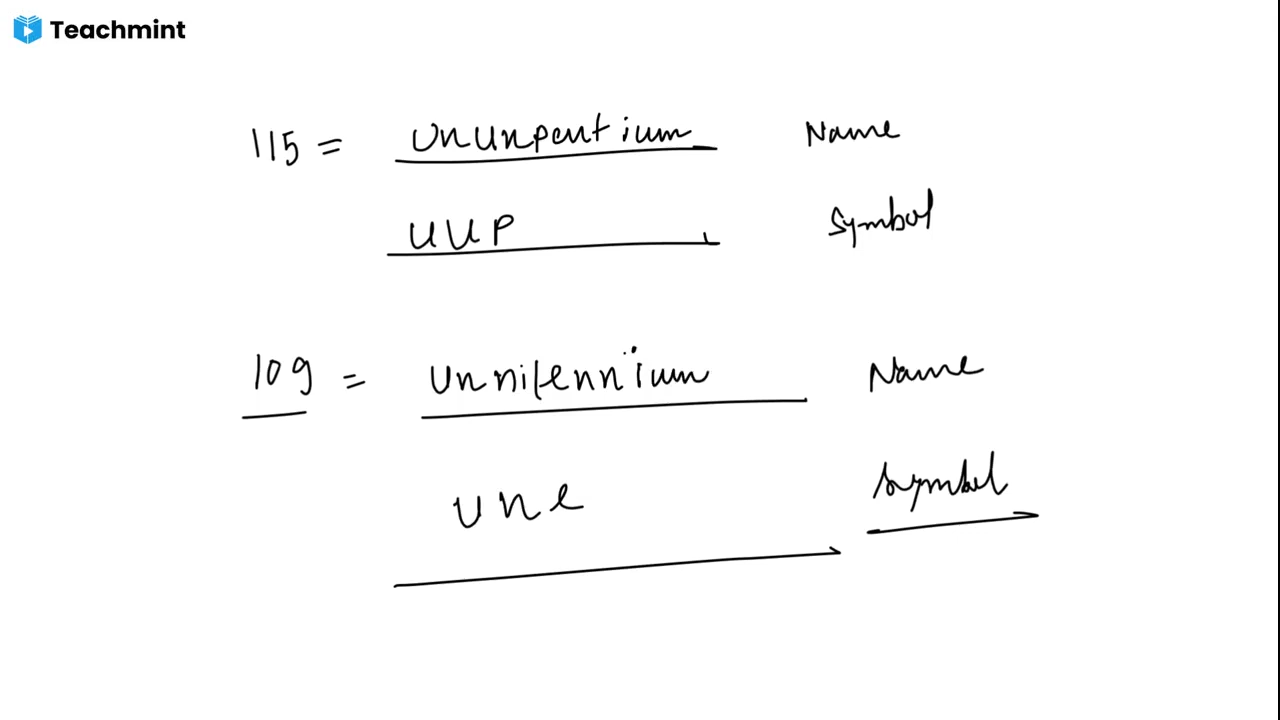 Teachmint
115 = Ununpentium Name
UUP Symbol
109 = Unnilennium Name
Une Symbol